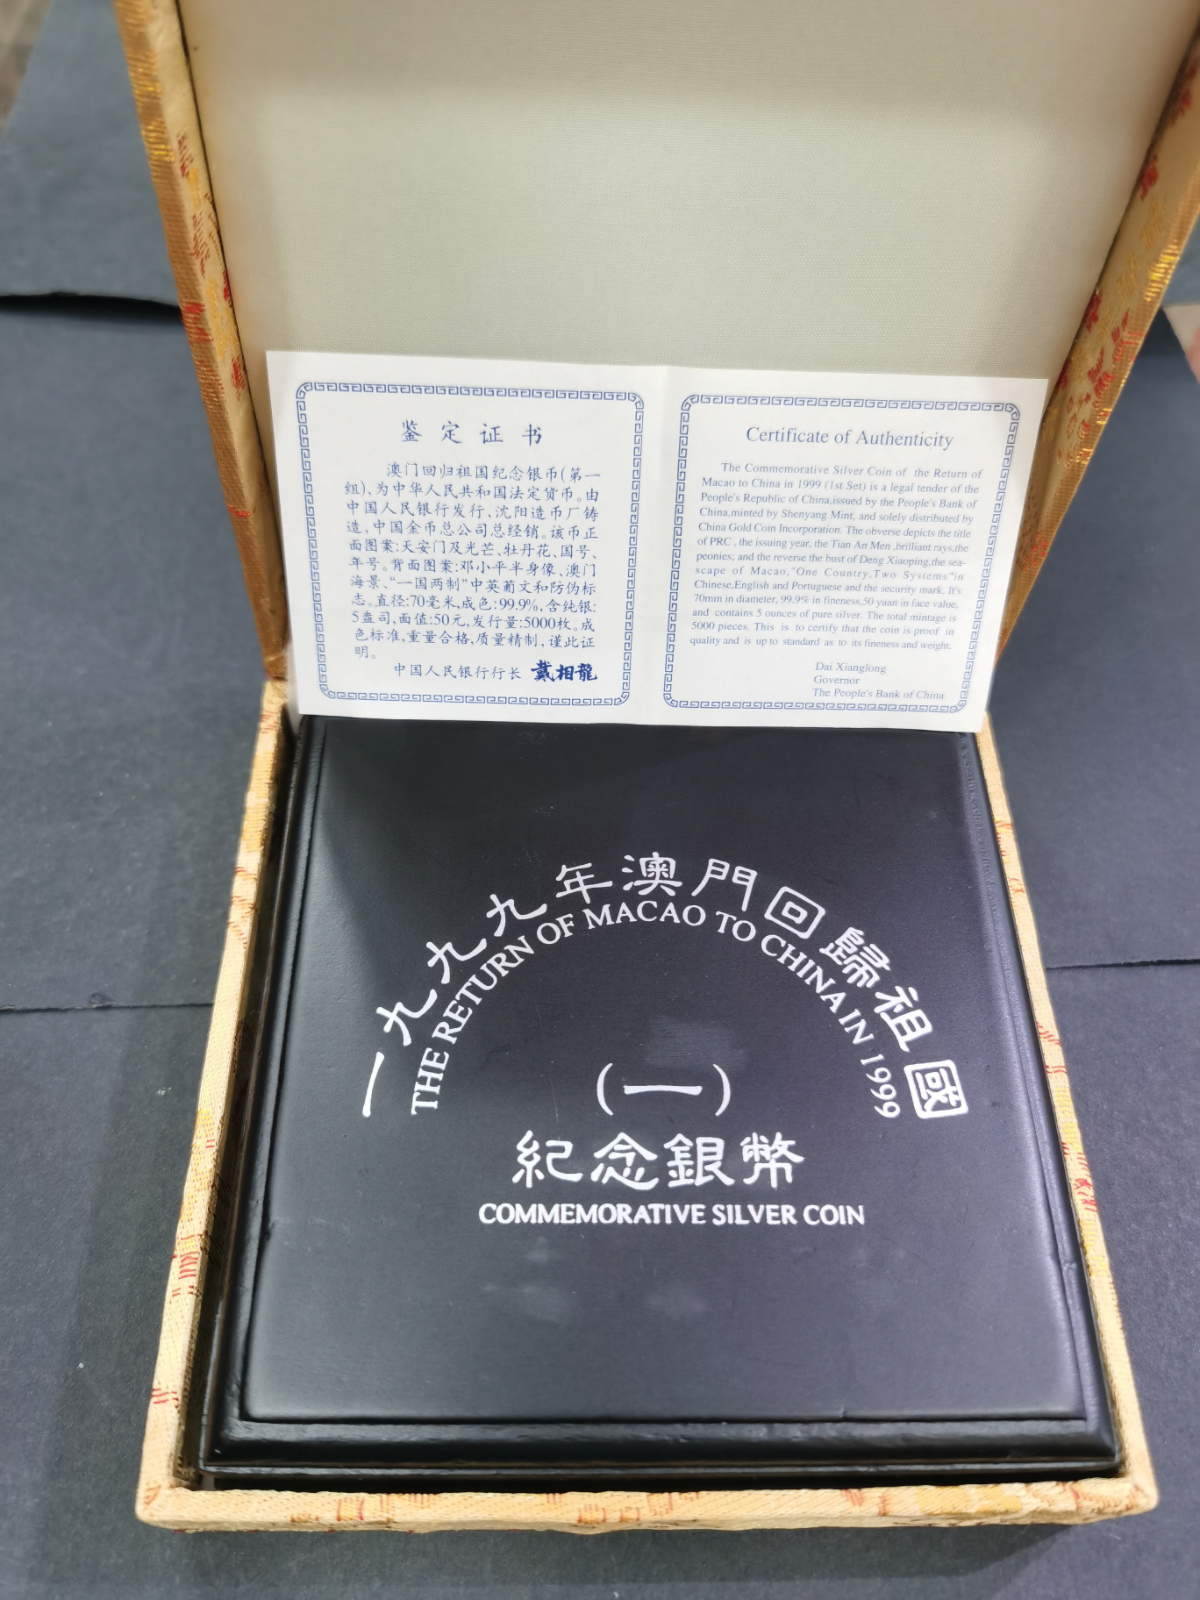 鉴定证书
澳门回归祖国纪念银币(第一
组)、为中华人民共和国法定货币。由
中国人民银行发行、沈阳造币厂铸
造。中国金币总公司总经销。该币正
面图案:天安门及光芒、牡丹花、国号、
年号。背面图案:邓小平半身像、澳门
海景、“一国两制”中英葡文和防伪标
志。直径:70毫米,成色:99.9%,含纯银:
5盎司,面值:50元,发行量:5000枚。成
色标准,重量合格,质量精制、谨此证
明。
中国人民银行行长 戴相龍
Certificate of Authenticity
The Commemorative Silver Coin of the Return of
Macao to China in 1999 (1st Set) is a legal tender of the
People's Republic of China,issued by the People's Bank of
China,minted by Shenyang Mint, and solely distributed by
China Gold Coin Incorporation. The obverse depicts the title
of PRC , the issuing year, the Tian An Men ,brilliant rays,the
peonies; and the reverse the bust of Deng Xiaoping,the sea-
scape of Macao,"One Country,Two Systems"in
Chinese,English and Portuguese and the security mark. It's
70mm in diameter, 99.9% in fineness,50 yuan in face value,
and contains 5 ounces of pure silver. The total mintage is
5000 pieces. This is to certify that the coin is proof in
quality and is up to standard as to its fineness and weight.
Dai Xianglong
Governor
The People's Bank of China
一九九九年澳門回歸祖國
THE RETURN OF MACAO TO CHINA IN 1999
(一)
紀念銀幣
COMMEMORATIVE SILVER COIN